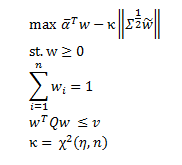 max ᾱᵀw − κ‖Σ^½ w̃‖
st. w ≥ 0
∑ᵢ₌₁ⁿ wᵢ = 1
wᵀQw ≤ v
κ = χ²(η, n)